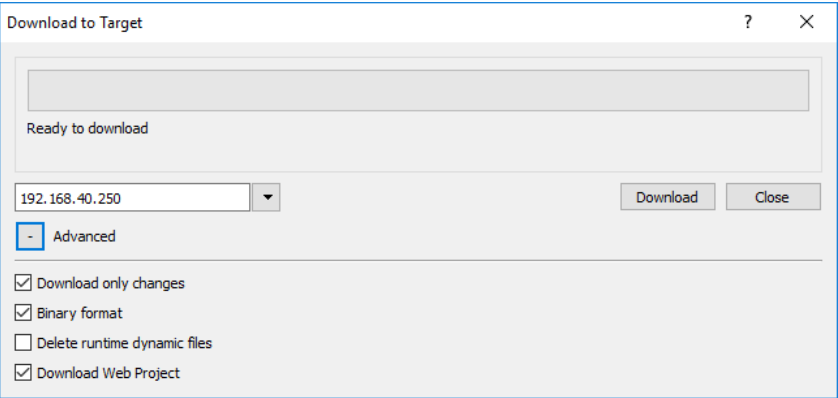 Download to Target ? ×
Ready to download
192.168.40.250 Download Close
- Advanced
Download only changes
Binary format
Delete runtime dynamic files
Download Web Project